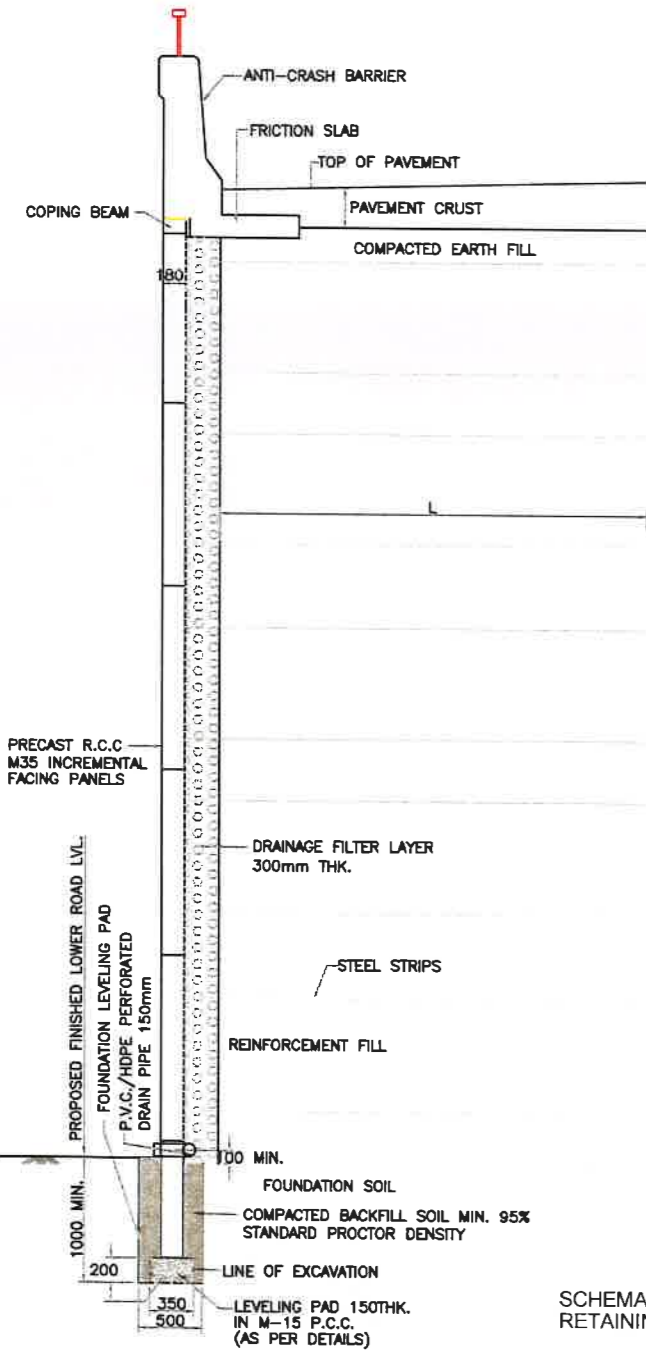 ANTI-CRASH BARRIER
FRICTION SLAB
TOP OF PAVEMENT
COPING BEAM
PAVEMENT CRUST
COMPACTED EARTH FILL
180
L
PRECAST R.C.C
M35 INCREMENTAL
FACING PANELS
DRAINAGE FILTER LAYER
300mm THK.
PROPOSED FINISHED LOWER ROAD LVL.
FOUNDATION LEVELING PAD
P.V.C./HDPE PERFORATED
DRAIN PIPE 150mm
STEEL STRIPS
REINFORCEMENT FILL
00 MIN.
FOUNDATION SOIL
1000 MIN.
COMPACTED BACKFILL SOIL MIN. 95%
STANDARD PROCTOR DENSITY
200
LINE OF EXCAVATION
350
500
LEVELING PAD 150THK.
IN M-15 P.C.C.
(AS PER DETAILS)
SCHEMA
RETAININ